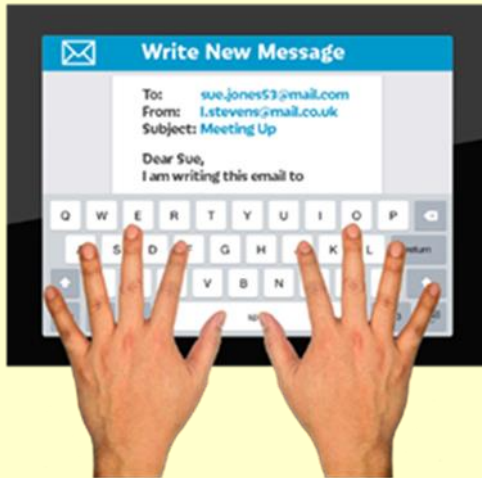 Write New Message
To: sue.jones53@mail.com
From: l.stevens@mail.co.uk
Subject: Meeting Up
Dear Sue,
I am writing this email to
Q W E R T Y U I O P
S D G H K L
V B N